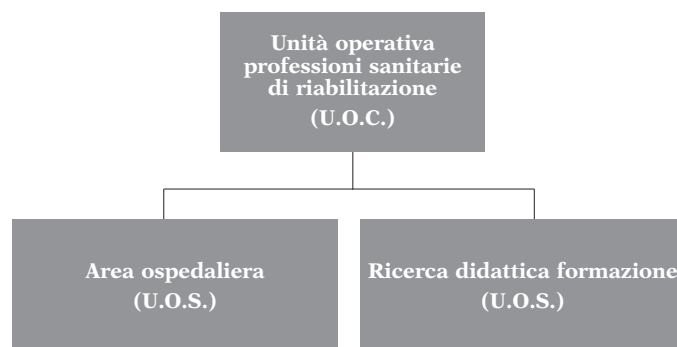 Unità operativa
professioni sanitarie
di riabilitazione
(U.O.C.)
Area ospedaliera
(U.O.S.)
Ricerca didattica formazione
(U.O.S.)